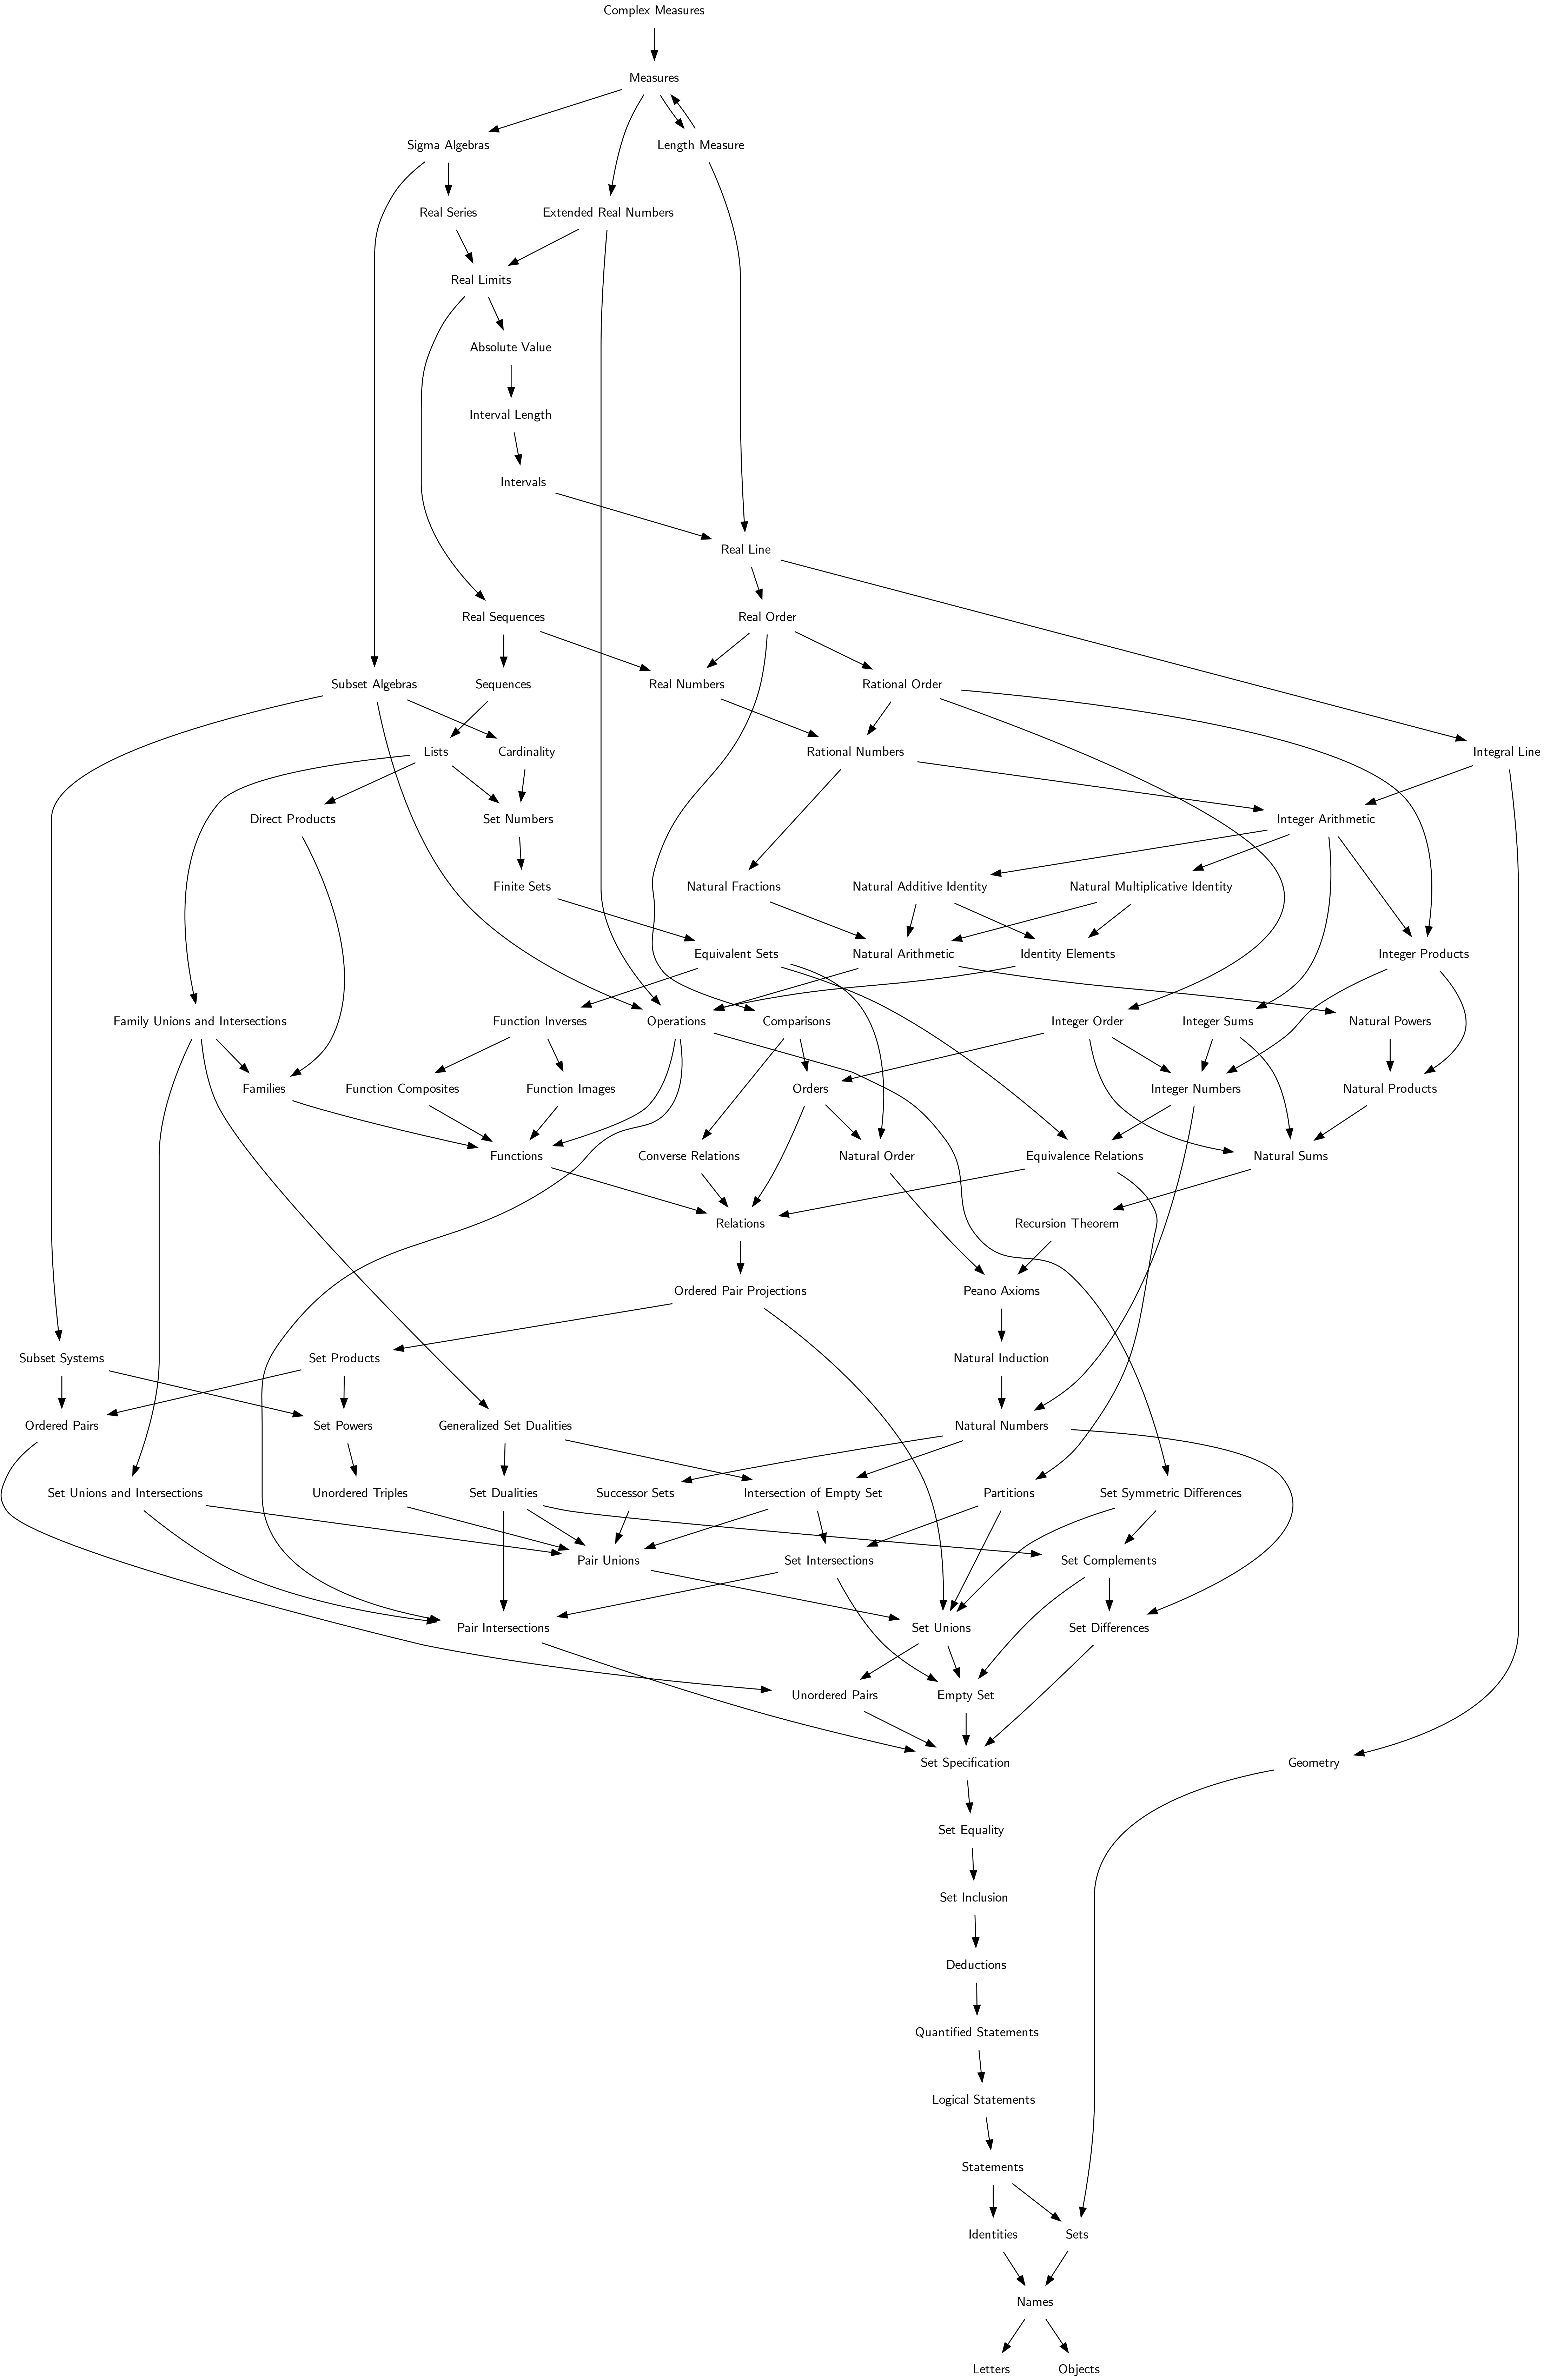 Complex Measures
Measures
Sigma Algebras
Length Measure
Real Series
Extended Real Numbers
Real Limits
Absolute Value
Interval Length
Intervals
Real Line
Real Sequences
Real Order
Subset Algebras
Sequences
Real Numbers
Rational Order
Lists
Cardinality
Rational Numbers
Integral Line
Direct Products
Set Numbers
Integer Arithmetic
Finite Sets
Natural Fractions
Natural Additive Identity
Natural Multiplicative Identity
Equivalent Sets
Natural Arithmetic
Identity Elements
Integer Products
Family Unions and Intersections
Function Inverses
Operations
Comparisons
Integer Order
Integer Sums
Natural Powers
Families
Function Composites
Function Images
Orders
Integer Numbers
Natural Products
Functions
Converse Relations
Natural Order
Equivalence Relations
Natural Sums
Relations
Recursion Theorem
Ordered Pair Projections
Peano Axioms
Subset Systems
Set Products
Natural Induction
Ordered Pairs
Set Powers
Generalized Set Dualities
Natural Numbers
Set Unions and Intersections
Unordered Triples
Set Dualities
Successor Sets
Intersection of Empty Set
Partitions
Set Symmetric Differences
Pair Unions
Set Intersections
Set Complements
Pair Intersections
Set Unions
Set Differences
Unordered Pairs
Empty Set
Set Specification
Geometry
Set Equality
Set Inclusion
Deductions
Quantified Statements
Logical Statements
Statements
Identities
Sets
Names
Letters
Objects